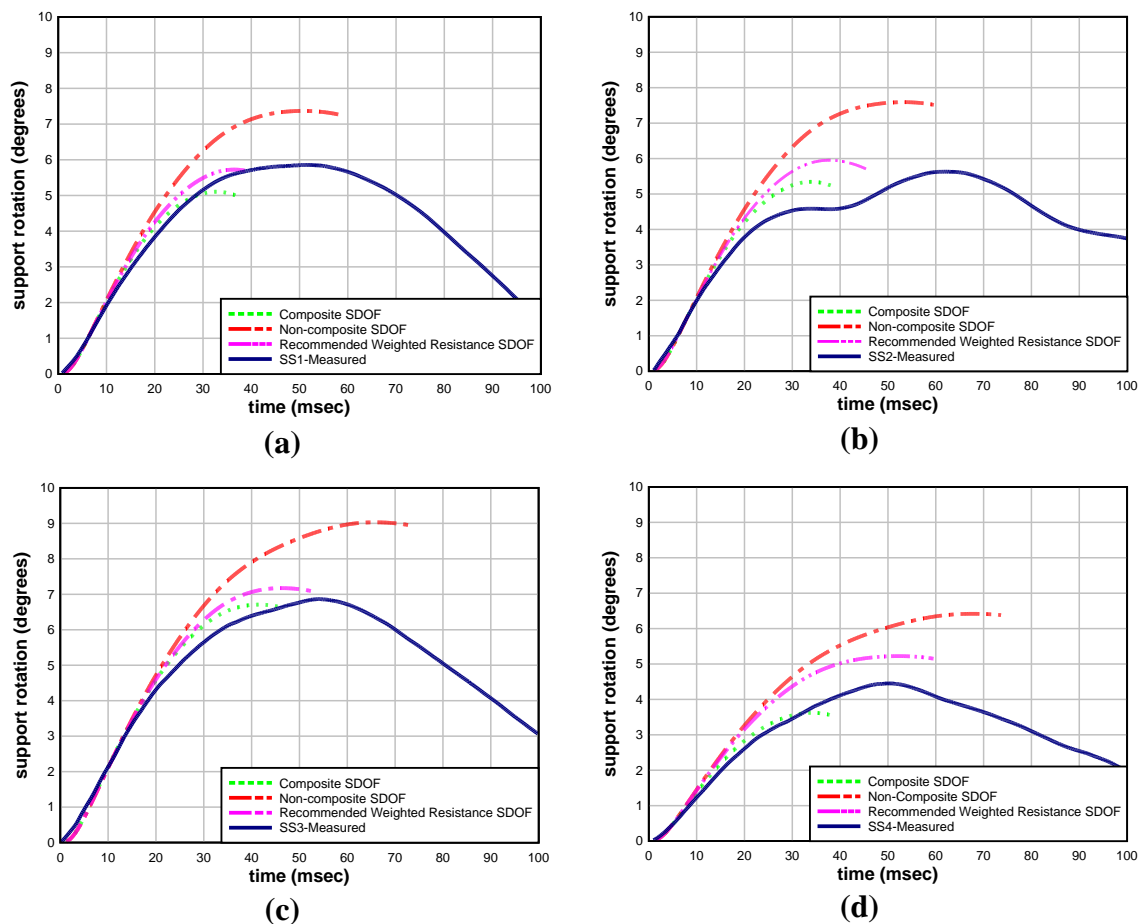 10
9
8
7
6
5
4
3
2
1
0
support rotation (degrees)
Composite SDOF
Non-composite SDOF
Recommended Weighted Resistance SDOF
SS1-Measured
0 10 20 30 40 50 60 70 80 90 100
time (msec)
(a)
10
9
8
7
6
5
4
3
2
1
0
support rotation (degrees)
Composite SDOF
Non-composite SDOF
Recommended Weighted Resistance SDOF
SS2-Measured
0 10 20 30 40 50 60 70 80 90 100
time (msec)
(b)
10
9
8
7
6
5
4
3
2
1
0
support rotation (degrees)
Composite SDOF
Non-composite SDOF
Recommended Weighted Resistance SDOF
SS3-Measured
0 10 20 30 40 50 60 70 80 90 100
time (msec)
(c)
10
9
8
7
6
5
4
3
2
1
0
support rotation (degrees)
Composite SDOF
Non-Composite SDOF
Recommended Weighted Resistance SDOF
SS4-Measured
0 10 20 30 40 50 60 70 80 90 100
time (msec)
(d)